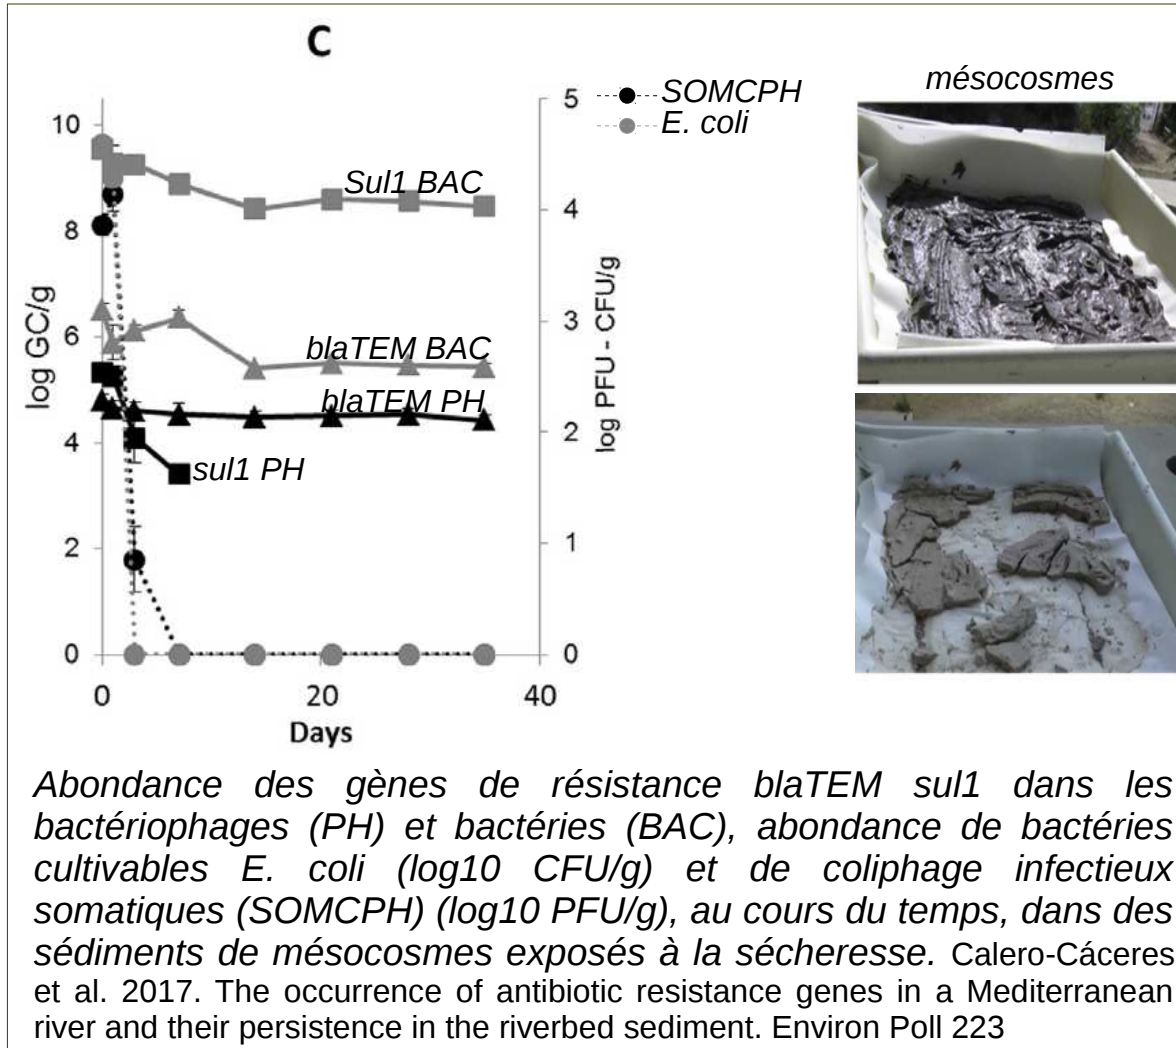 C
SOMCPH
E. coli
mésocosmes
10
8
6
4
2
0
log GC/g
5
4
3
2
1
0
log PFU - CFU/g
Sul1 BAC
blaTEM BAC
blaTEM PH
sul1 PH
0
20
40
Days
Abondance des gènes de résistance blaTEM sul1 dans les
bactériophages (PH) et bactéries (BAC), abondance de bactéries
cultivables E. coli (log10 CFU/g) et de coliphage infectieux
somatiques (SOMCPH) (log10 PFU/g), au cours du temps, dans des
sédiments de mésocosmes exposés à la sécheresse. Calero-Cáceres
et al. 2017. The occurrence of antibiotic resistance genes in a Mediterranean
river and their persistence in the riverbed sediment. Environ Poll 223